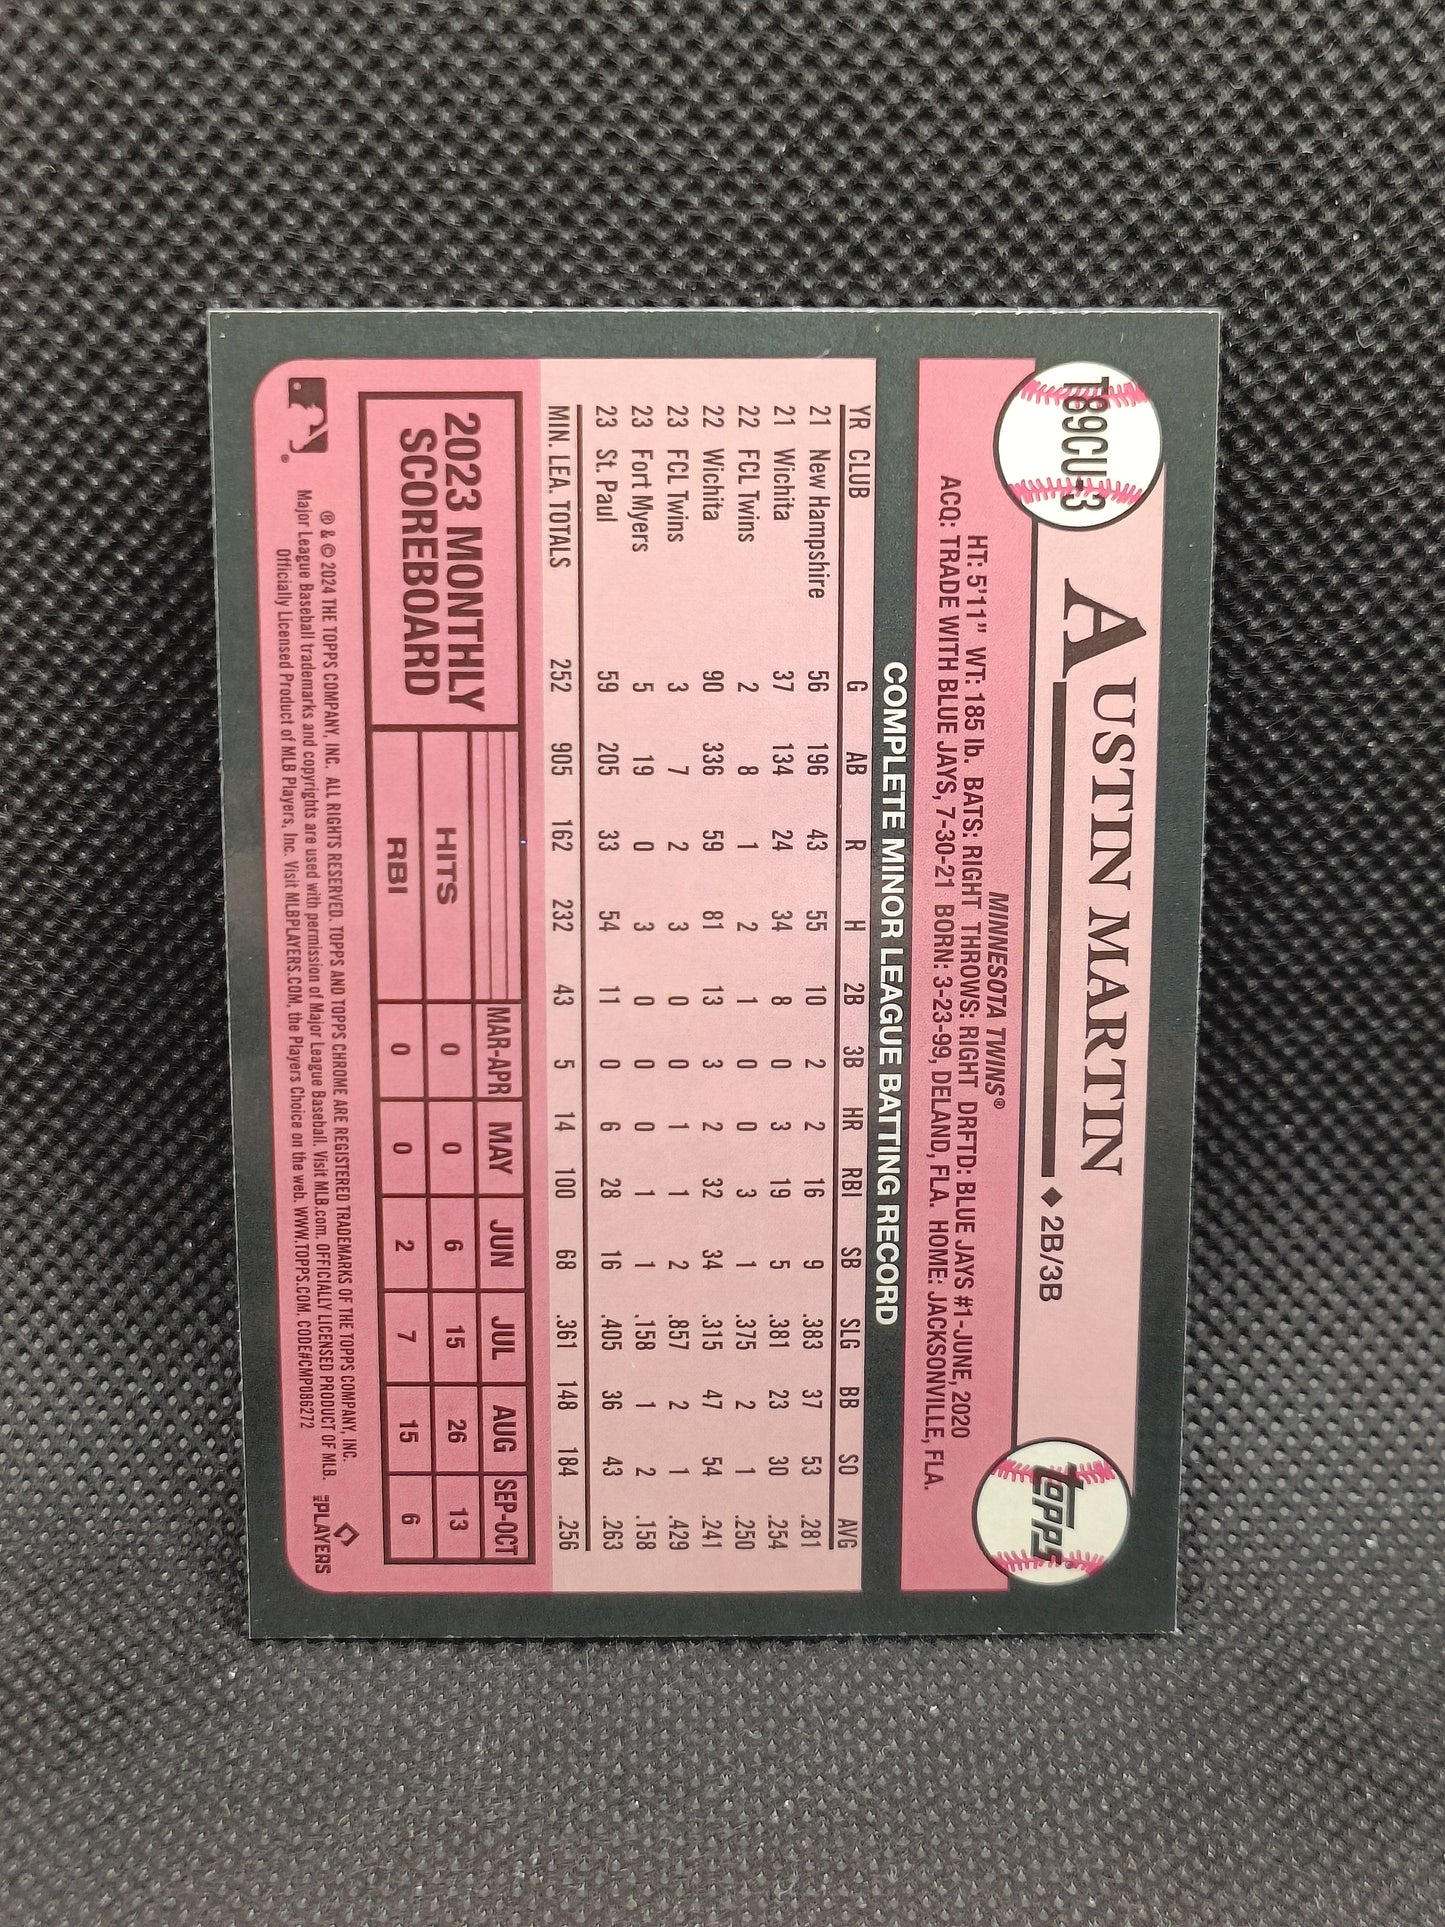 T89CU-3
AUSTIN MARTIN ◆ 2B/3B
topps®
MINNESOTA TWINS®
HT: 5'11" WT: 185 lb. BATS: RIGHT THROWS: RIGHT DRFTD: BLUE JAYS #1-JUNE, 2020
ACQ: TRADE WITH BLUE JAYS, 7-30-21 BORN: 3-23-99, DELAND, FLA. HOME: JACKSONVILLE, FLA.
COMPLETE MINOR LEAGUE BATTING RECORD
YR CLUB G AB R H 2B 3B HR RBI SB SLG BB SO AVG
21 New Hampshire 56 196 43 55 10 2 2 16 9 .383 37 53 .281
21 Wichita 37 134 24 34 8 0 3 19 5 .381 23 30 .254
22 FCL Twins 2 8 1 2 1 0 0 3 1 .375 2 1 .250
22 Wichita 90 336 59 81 13 3 2 32 34 .315 47 54 .241
23 FCL Twins 3 7 2 3 0 0 1 1 2 .857 2 1 .429
23 Fort Myers 5 19 0 3 0 0 0 1 1 .158 1 2 .158
23 St. Paul 59 205 33 54 11 0 6 28 16 .405 36 43 .263
MIN. LEA. TOTALS 252 905 162 232 43 5 14 100 68 .361 148 184 .256
2023 MONTHLY
SCOREBOARD
MAR-APR MAY JUN JUL AUG SEP-OCT
HITS 0 0 6 15 26 13
RBI 0 0 2 7 15 6
® & © 2024 THE TOPPS COMPANY, INC. ALL RIGHTS RESERVED. TOPPS AND TOPPS CHROME ARE REGISTERED TRADEMARKS OF THE TOPPS COMPANY, INC.
Major League Baseball trademarks and copyrights are used with permission of Major League Baseball. Visit MLB.com. OFFICIALLY LICENSED PRODUCT OF MLB.
Officially Licensed Product of MLB Players, Inc. Visit MLBPLAYERS.COM, the Players Choice on the web. WWW.TOPPS.COM. CODE#CMP086272
MLB PLAYERS